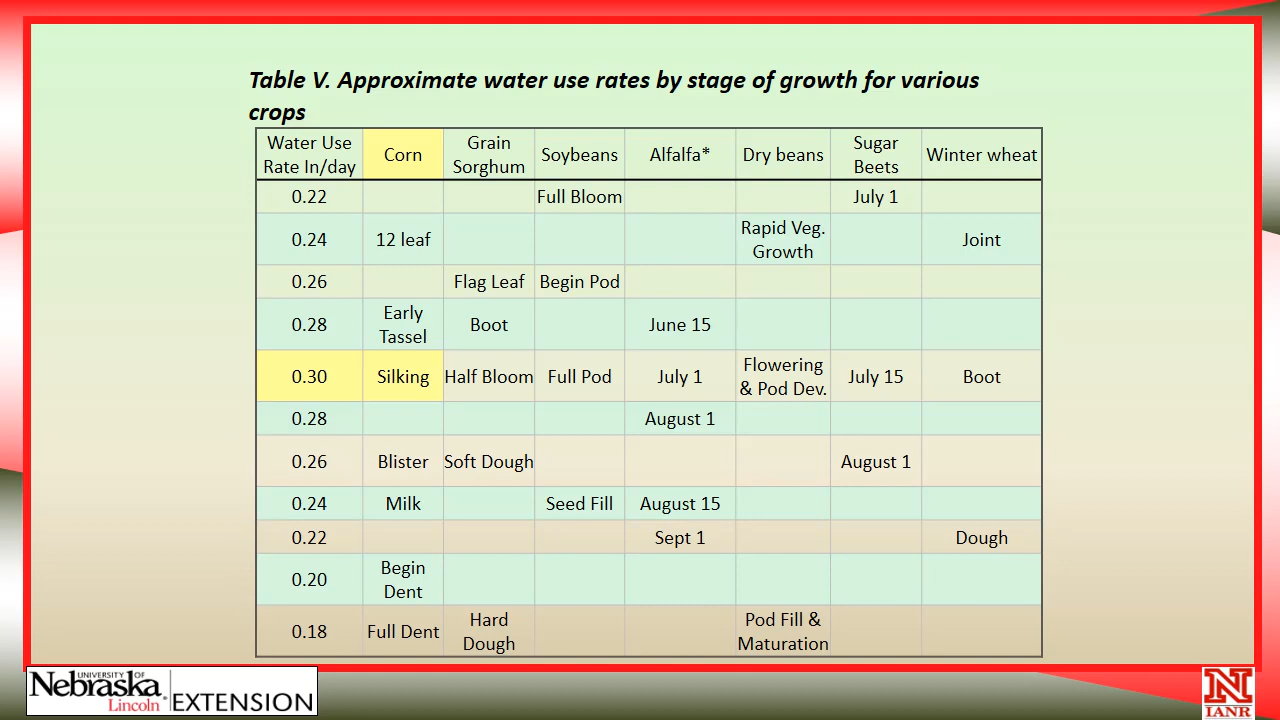 Table V. Approximate water use rates by stage of growth for various
crops
Water Use Rate In/day Corn Grain Sorghum Soybeans Alfalfa* Dry beans Sugar Beets Winter wheat
0.22 Full Bloom July 1
0.24 12 leaf Rapid Veg. Growth Joint
0.26 Flag Leaf Begin Pod
0.28 Early Tassel Boot June 15
0.30 Silking Half Bloom Full Pod July 1 Flowering & Pod Dev. July 15 Boot
0.28 August 1
0.26 Blister Soft Dough August 1
0.24 Milk Seed Fill August 15
0.22 Sept 1 Dough
0.20 Begin Dent
0.18 Full Dent Hard Dough Pod Fill & Maturation
UNIVERSITY OF
Nebraska
Lincoln
EXTENSION
N
IANR